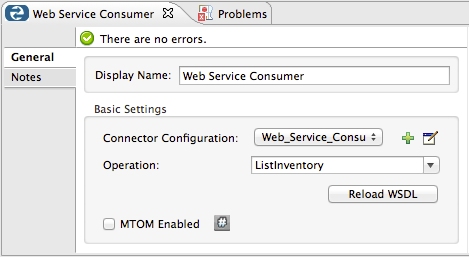 Web Service Consumer Problems
There are no errors.
General
Notes
Display Name: Web Service Consumer
Basic Settings
Connector Configuration: Web_Service_Consu
Operation: ListInventory
Reload WSDL
MTOM Enabled #